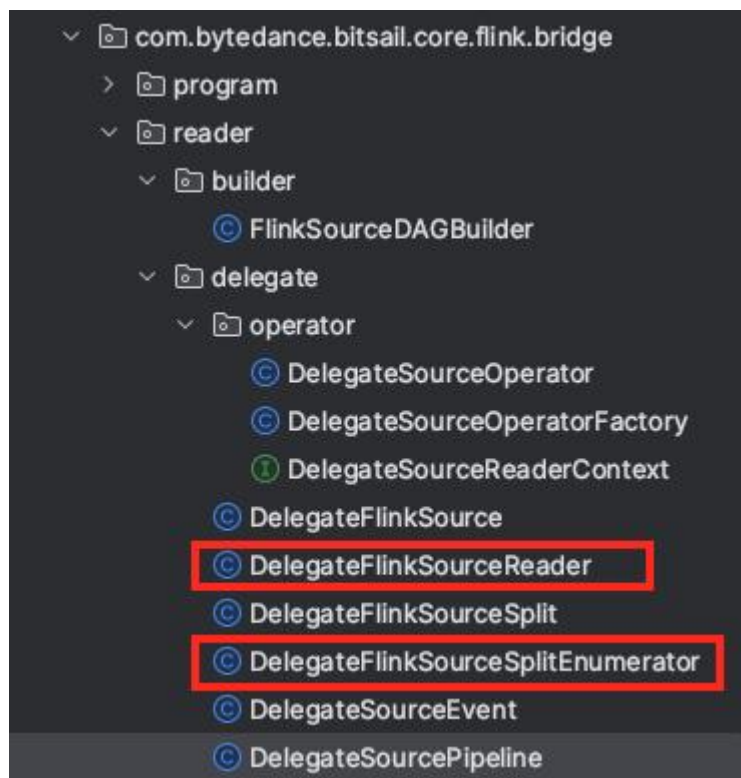 com.bytedance.bitsail.core.flink.bridge
program
reader
builder
FlinkSourceDAGBuilder
delegate
operator
DelegateSourceOperator
DelegateSourceOperatorFactory
DelegateSourceReaderContext
DelegateFlinkSource
DelegateFlinkSourceReader
DelegateFlinkSourceSplit
DelegateFlinkSourceSplitEnumerator
DelegateSourceEvent
DelegateSourcePipeline